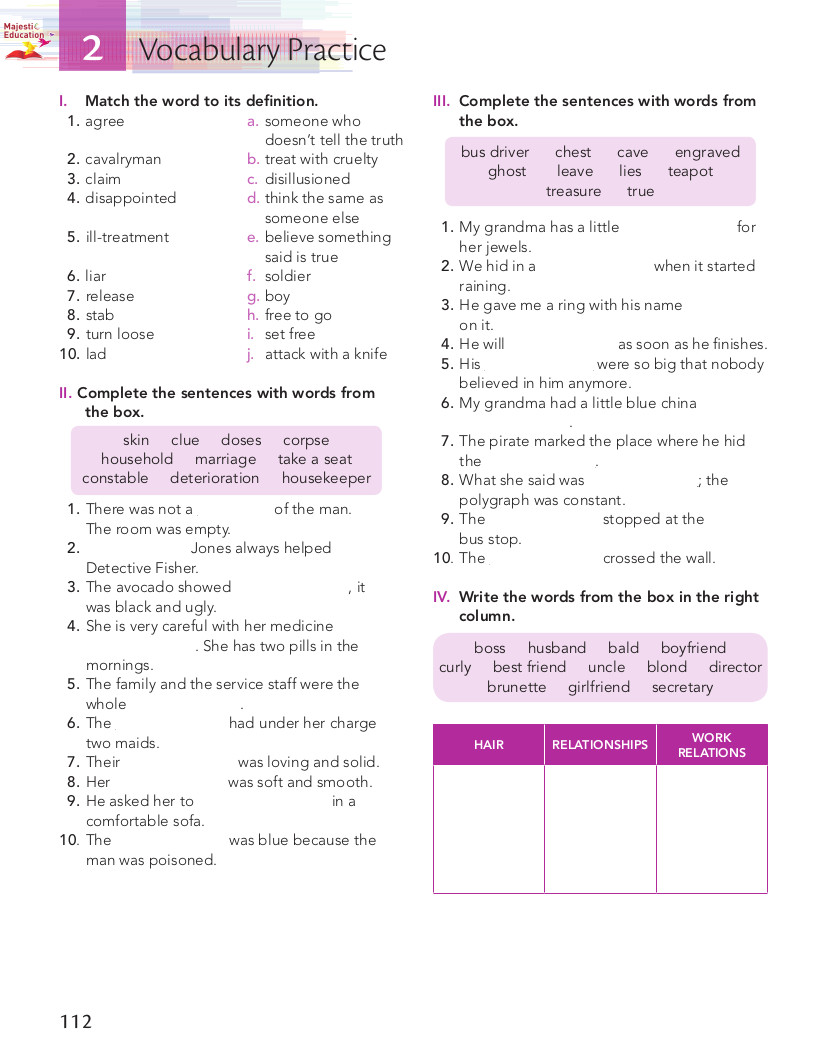 Majestic
Education
2 Vocabulary Practice
I. Match the word to its definition.
1. agree a. someone who
doesn't tell the truth
2. cavalryman b. treat with cruelty
3. claim c. disillusioned
4. disappointed d. think the same as
someone else
5. ill-treatment e. believe something
said is true
6. liar f. soldier
7. release g. boy
8. stab h. free to go
9. turn loose i. set free
10. lad j. attack with a knife
II. Complete the sentences with words from
the box.
skin clue doses corpse
household marriage take a seat
constable deterioration housekeeper
1. There was not a of the man.
The room was empty.
2. Jones always helped
Detective Fisher.
3. The avocado showed , it
was black and ugly.
4. She is very careful with her medicine
. She has two pills in the
mornings.
5. The family and the service staff were the
whole .
6. The had under her charge
two maids.
7. Their was loving and solid.
8. Her was soft and smooth.
9. He asked her to in a
comfortable sofa.
10. The was blue because the
man was poisoned.
III. Complete the sentences with words from
the box.
bus driver chest cave engraved
ghost leave lies teapot
treasure true
1. My grandma has a little for
her jewels.
2. We hid in a when it started
raining.
3. He gave me a ring with his name
on it.
4. He will as soon as he finishes.
5. His were so big that nobody
believed in him anymore.
6. My grandma had a little blue china
.
7. The pirate marked the place where he hid
the .
8. What she said was ; the
polygraph was constant.
9. The stopped at the
bus stop.
10. The crossed the wall.
IV. Write the words from the box in the right
column.
boss husband bald boyfriend
curly best friend uncle blond director
brunette girlfriend secretary
HAIR RELATIONSHIPS WORK
RELATIONS
112